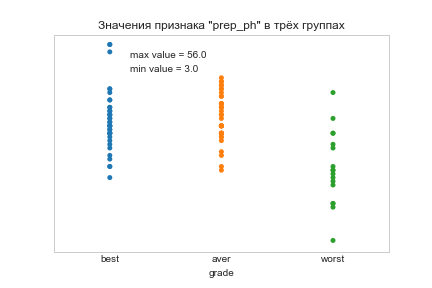 Значения признака "prep_ph" в трёх группах
max value = 56.0
min value = 3.0
best aver worst
grade